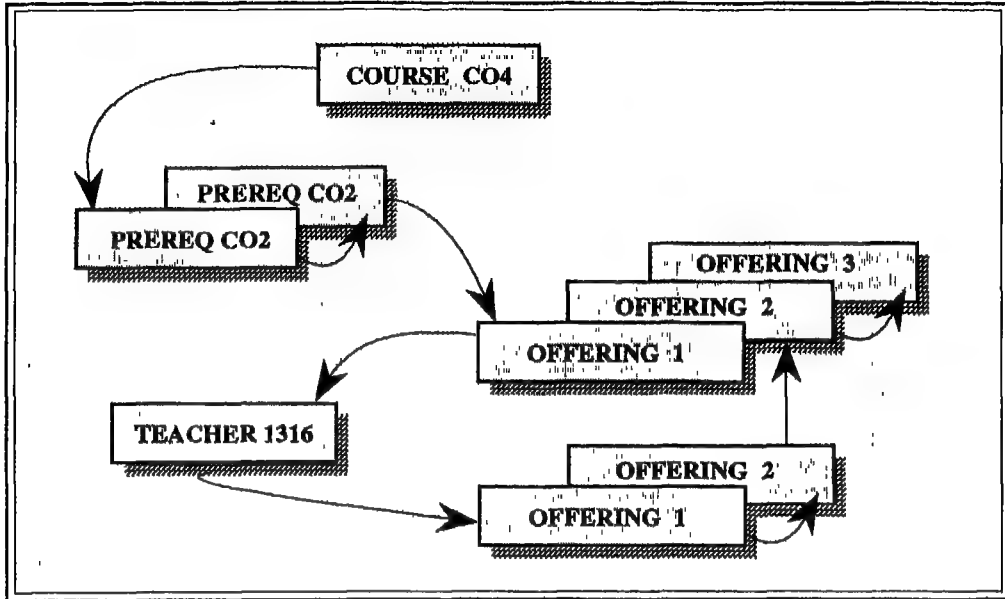 COURSE CO4
PREREQ CO2
PREREQ CO2
OFFERING 3
OFFERING 2
OFFERING 1
TEACHER 1316
OFFERING 2
OFFERING 1